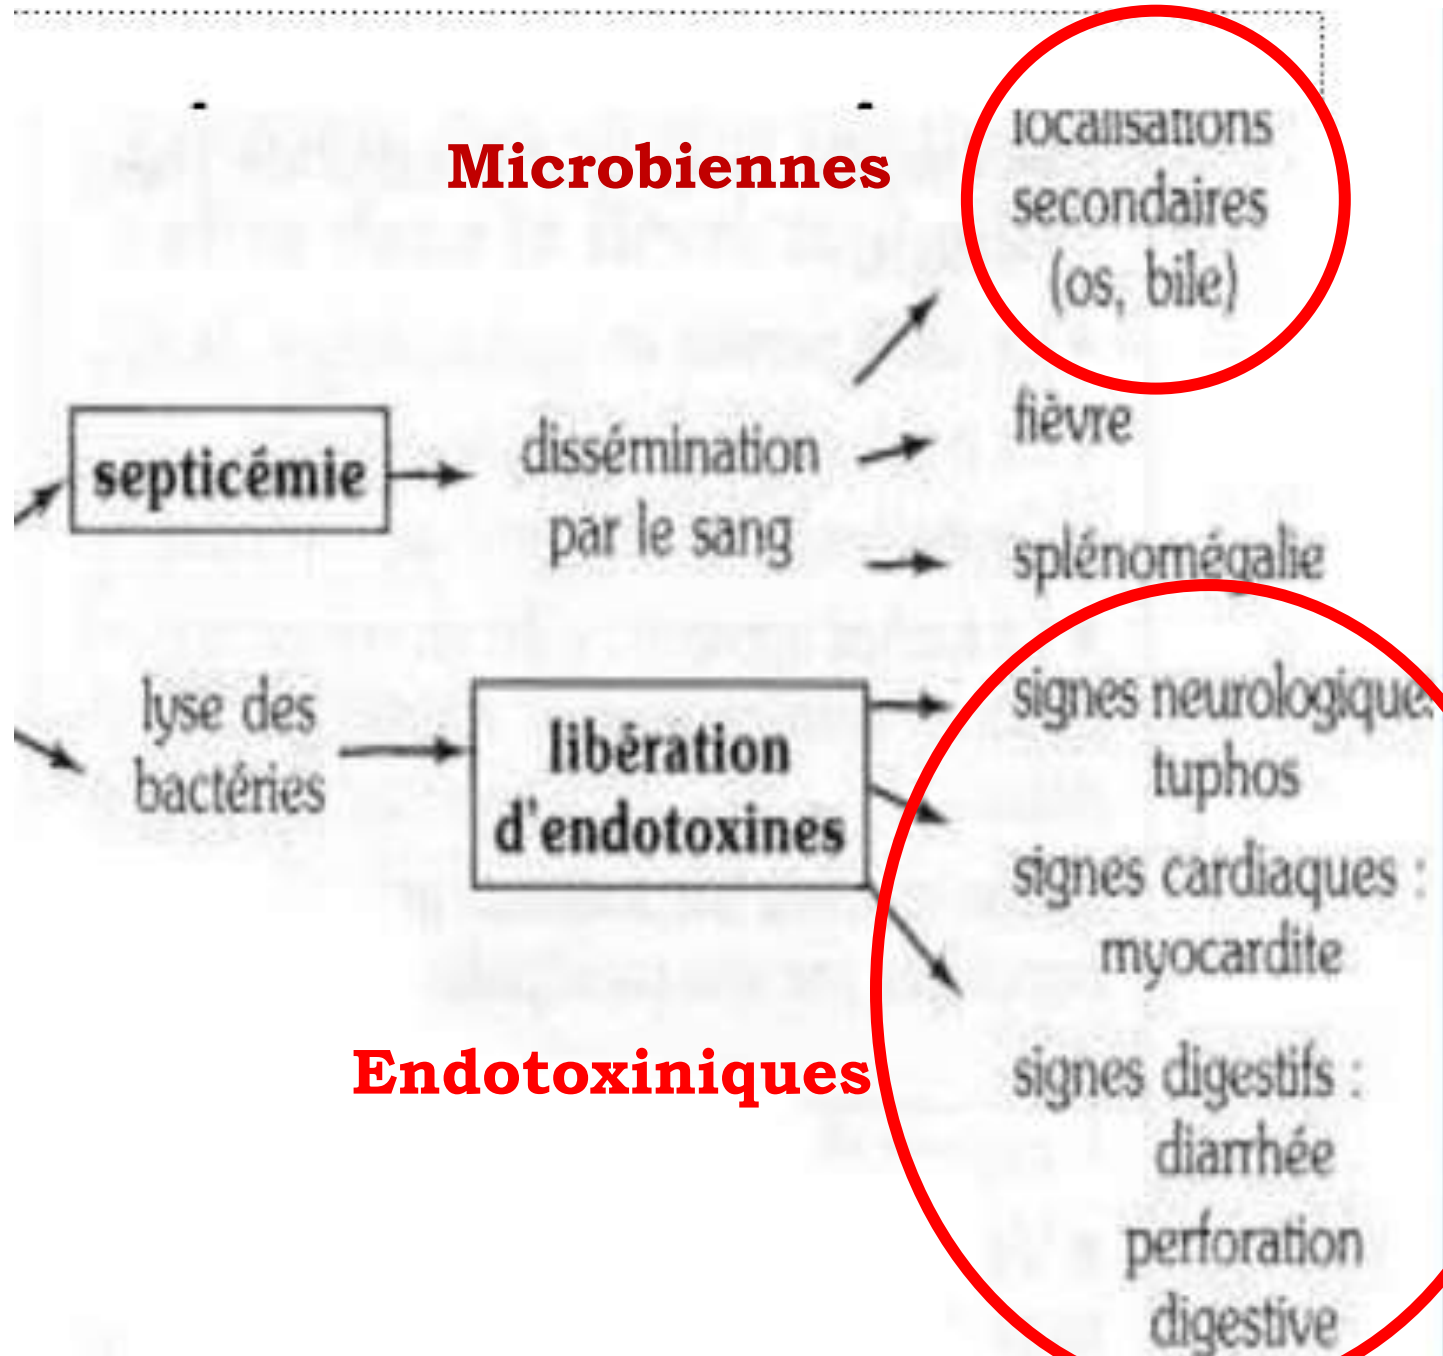 Microbiennes
localisations
secondaires
(os, bile)
septicémie
dissémination
par le sang
fièvre
splénomégalie
lyse des
bactéries
libération
d'endotoxines
signes neurologiques
tuphos
signes cardiaques :
myocardite
Endotoxiniques
signes digestifs :
diarrhée
perforation
digestive